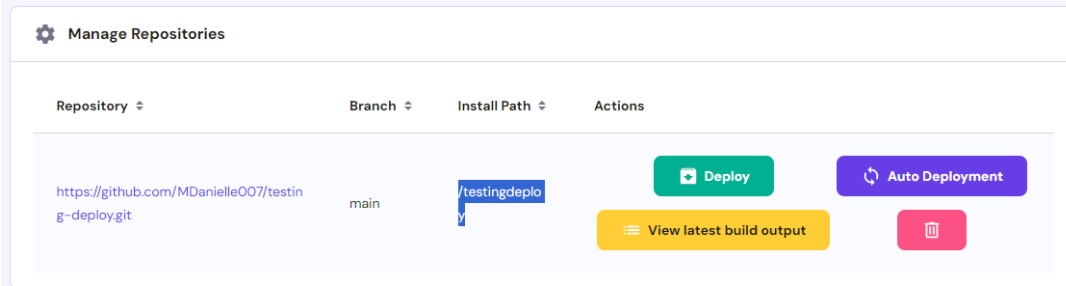 Manage Repositories
Repository Branch Install Path Actions
https://github.com/MDanielle007/testin
g-deploy.git
main
/testingdeplo
y
Deploy
Auto Deployment
View latest build output